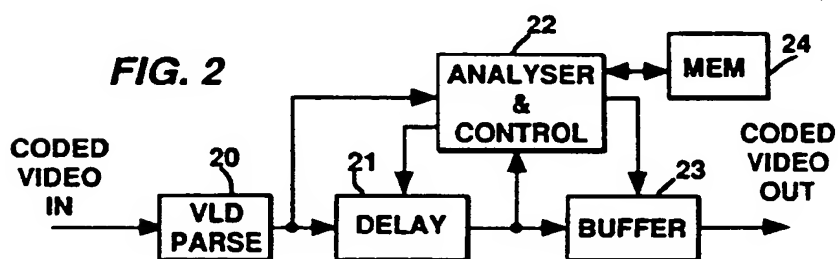 FIG. 2
22
ANALYSER
&
CONTROL
MEM
24
CODED
VIDEO
IN
20
VLD
PARSE
21
DELAY
23
BUFFER
CODED
VIDEO
OUT